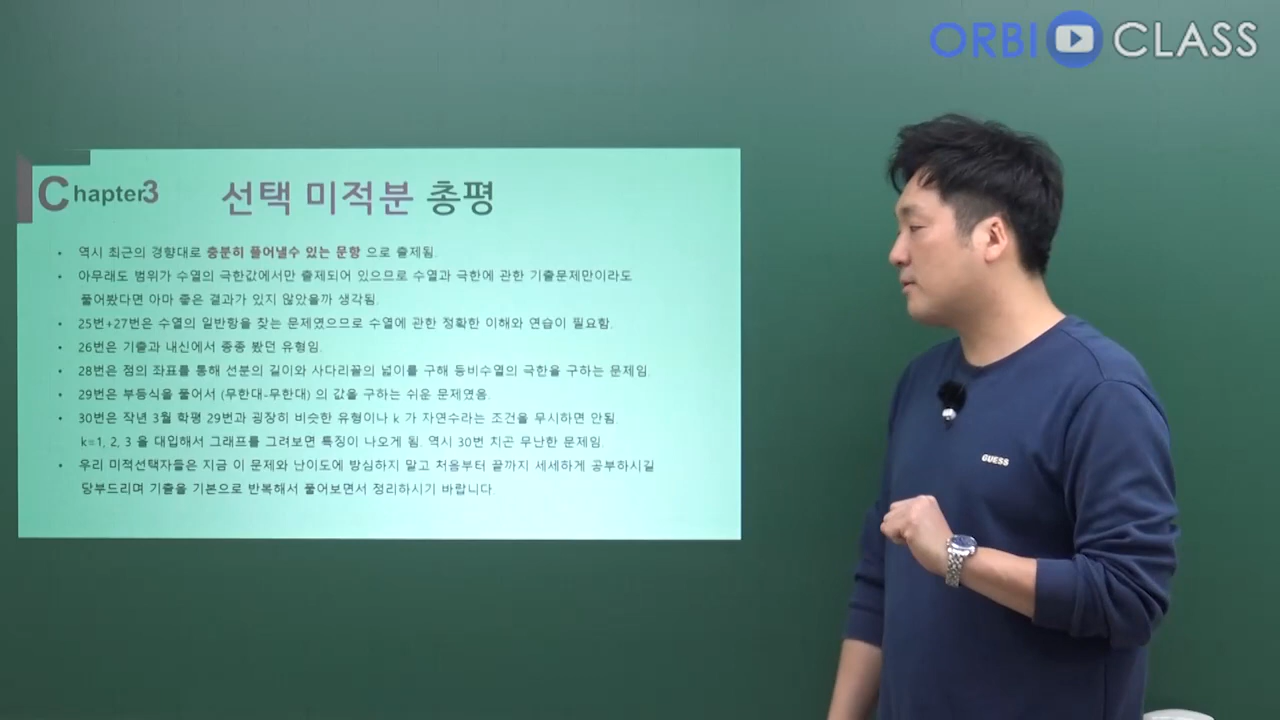 ORBI CLASS
Chapter3 선택 미적분 총평
• 역시 최근의 경향대로 충분히 풀어낼수 있는 문항 으로 출제됨.
• 아무래도 범위가 수열의 극한값에서만 출제되어 있으므로 수열과 극한에 관한 기출문제만이라도
풀어봤다면 아마 좋은 결과가 있지 않았을까 생각됨.
• 25번+27번은 수열의 일반항을 찾는 문제였으므로 수열에 관한 정확한 이해와 연습이 필요함.
• 26번은 기출과 내신에서 종종 봤던 유형임.
• 28번은 점의 좌표를 통해 선분의 길이와 사다리꼴의 넓이를 구해 등비수열의 극한을 구하는 문제임.
• 29번은 부등식을 풀어서 (무한대-무한대) 의 값을 구하는 쉬운 문제였음.
• 30번은 작년 3월 학평 29번과 굉장히 비슷한 유형이나 k 가 자연수라는 조건을 무시하면 안됨.
k=1, 2, 3 을 대입해서 그래프를 그려보면 특징이 나오게 됨. 역시 30번 치곤 무난한 문제임.
• 우리 미적선택자들은 지금 이 문제와 난이도에 방심하지 말고 처음부터 끝까지 세세하게 공부하시길
당부드리며 기출을 기본으로 반복해서 풀어보면서 정리하시기 바랍니다.
GUESS